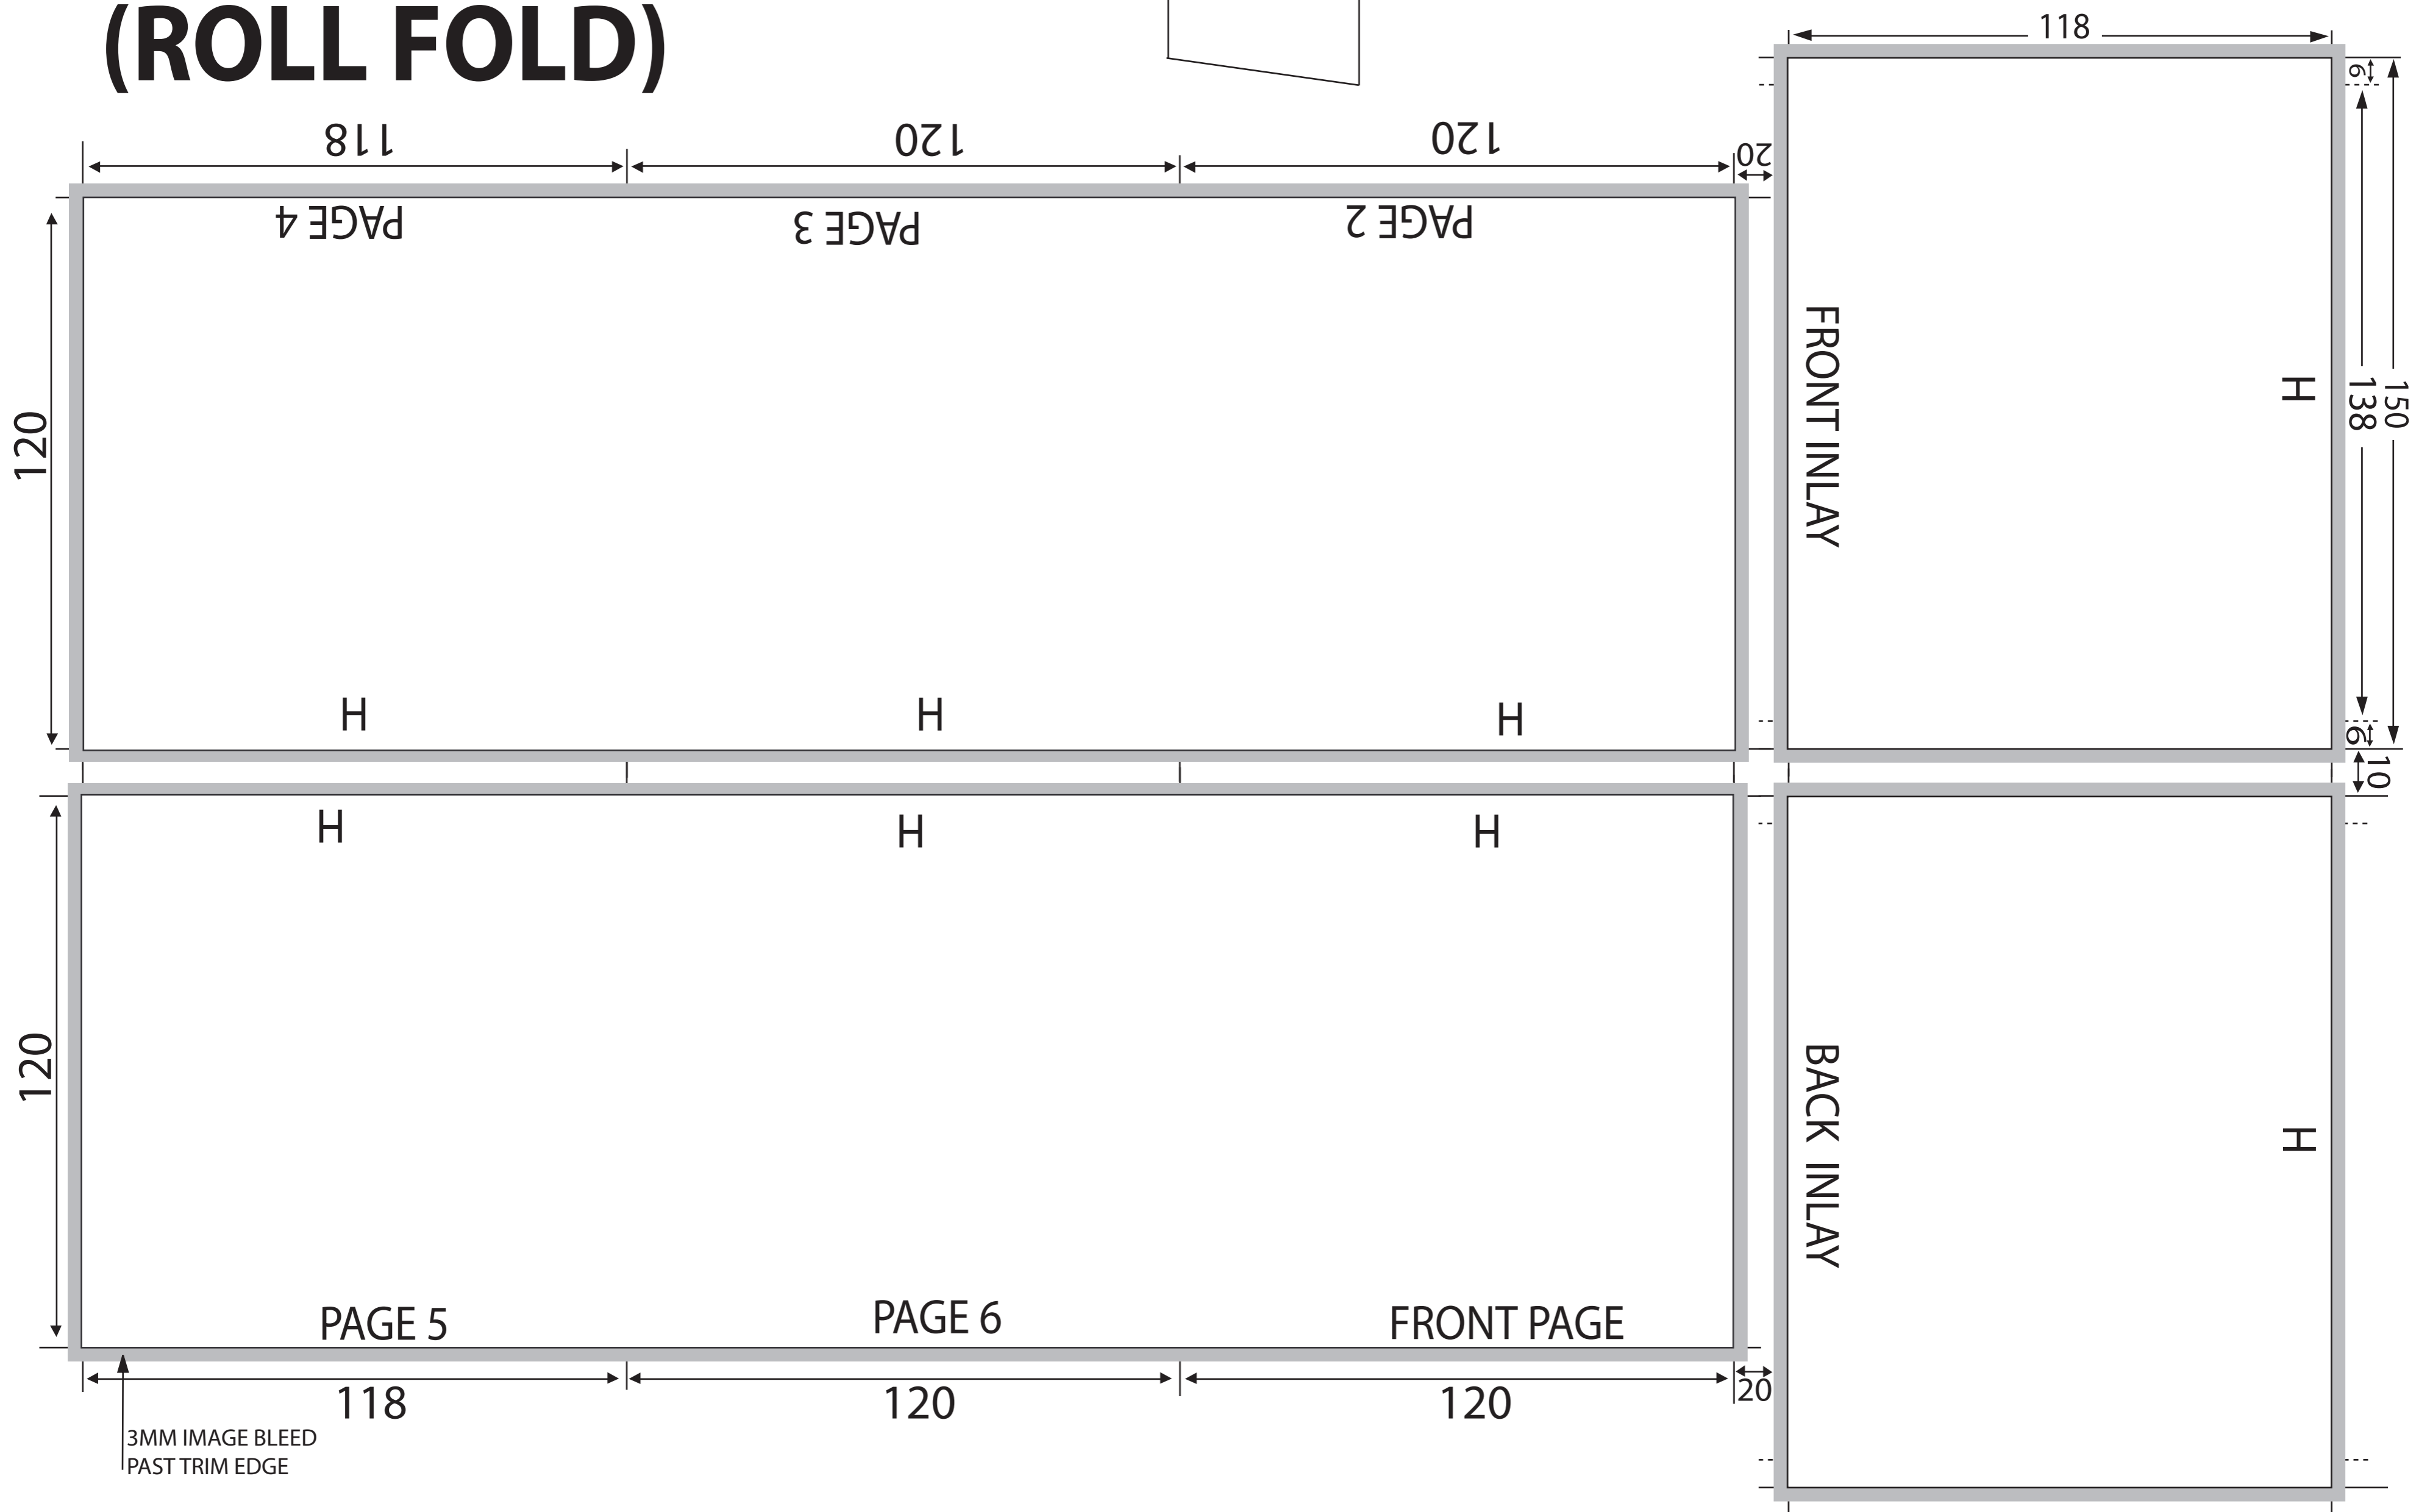 (ROLL FOLD)
118
118
120
120
20
6
PAGE 4
PAGE 3
PAGE 2
120
FRONT INLAY
H
138
150
H
H
H
6
10
H
H
H
120
BACK  INLAY
H
PAGE 5
PAGE 6
FRONT PAGE
118
120
120
20
3MM IMAGE BLEED
PAST TRIM EDGE